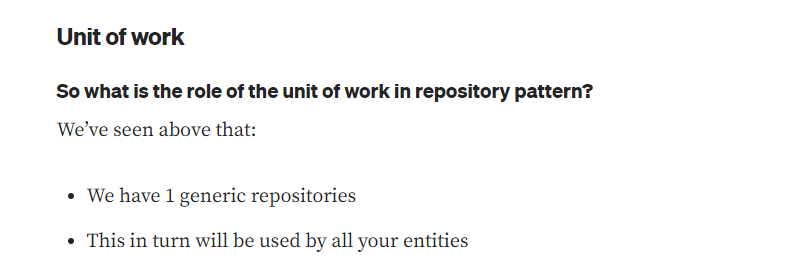 Unit of work
So what is the role of the unit of work in repository pattern?
We’ve seen above that:
• We have 1 generic repositories
• This in turn will be used by all your entities